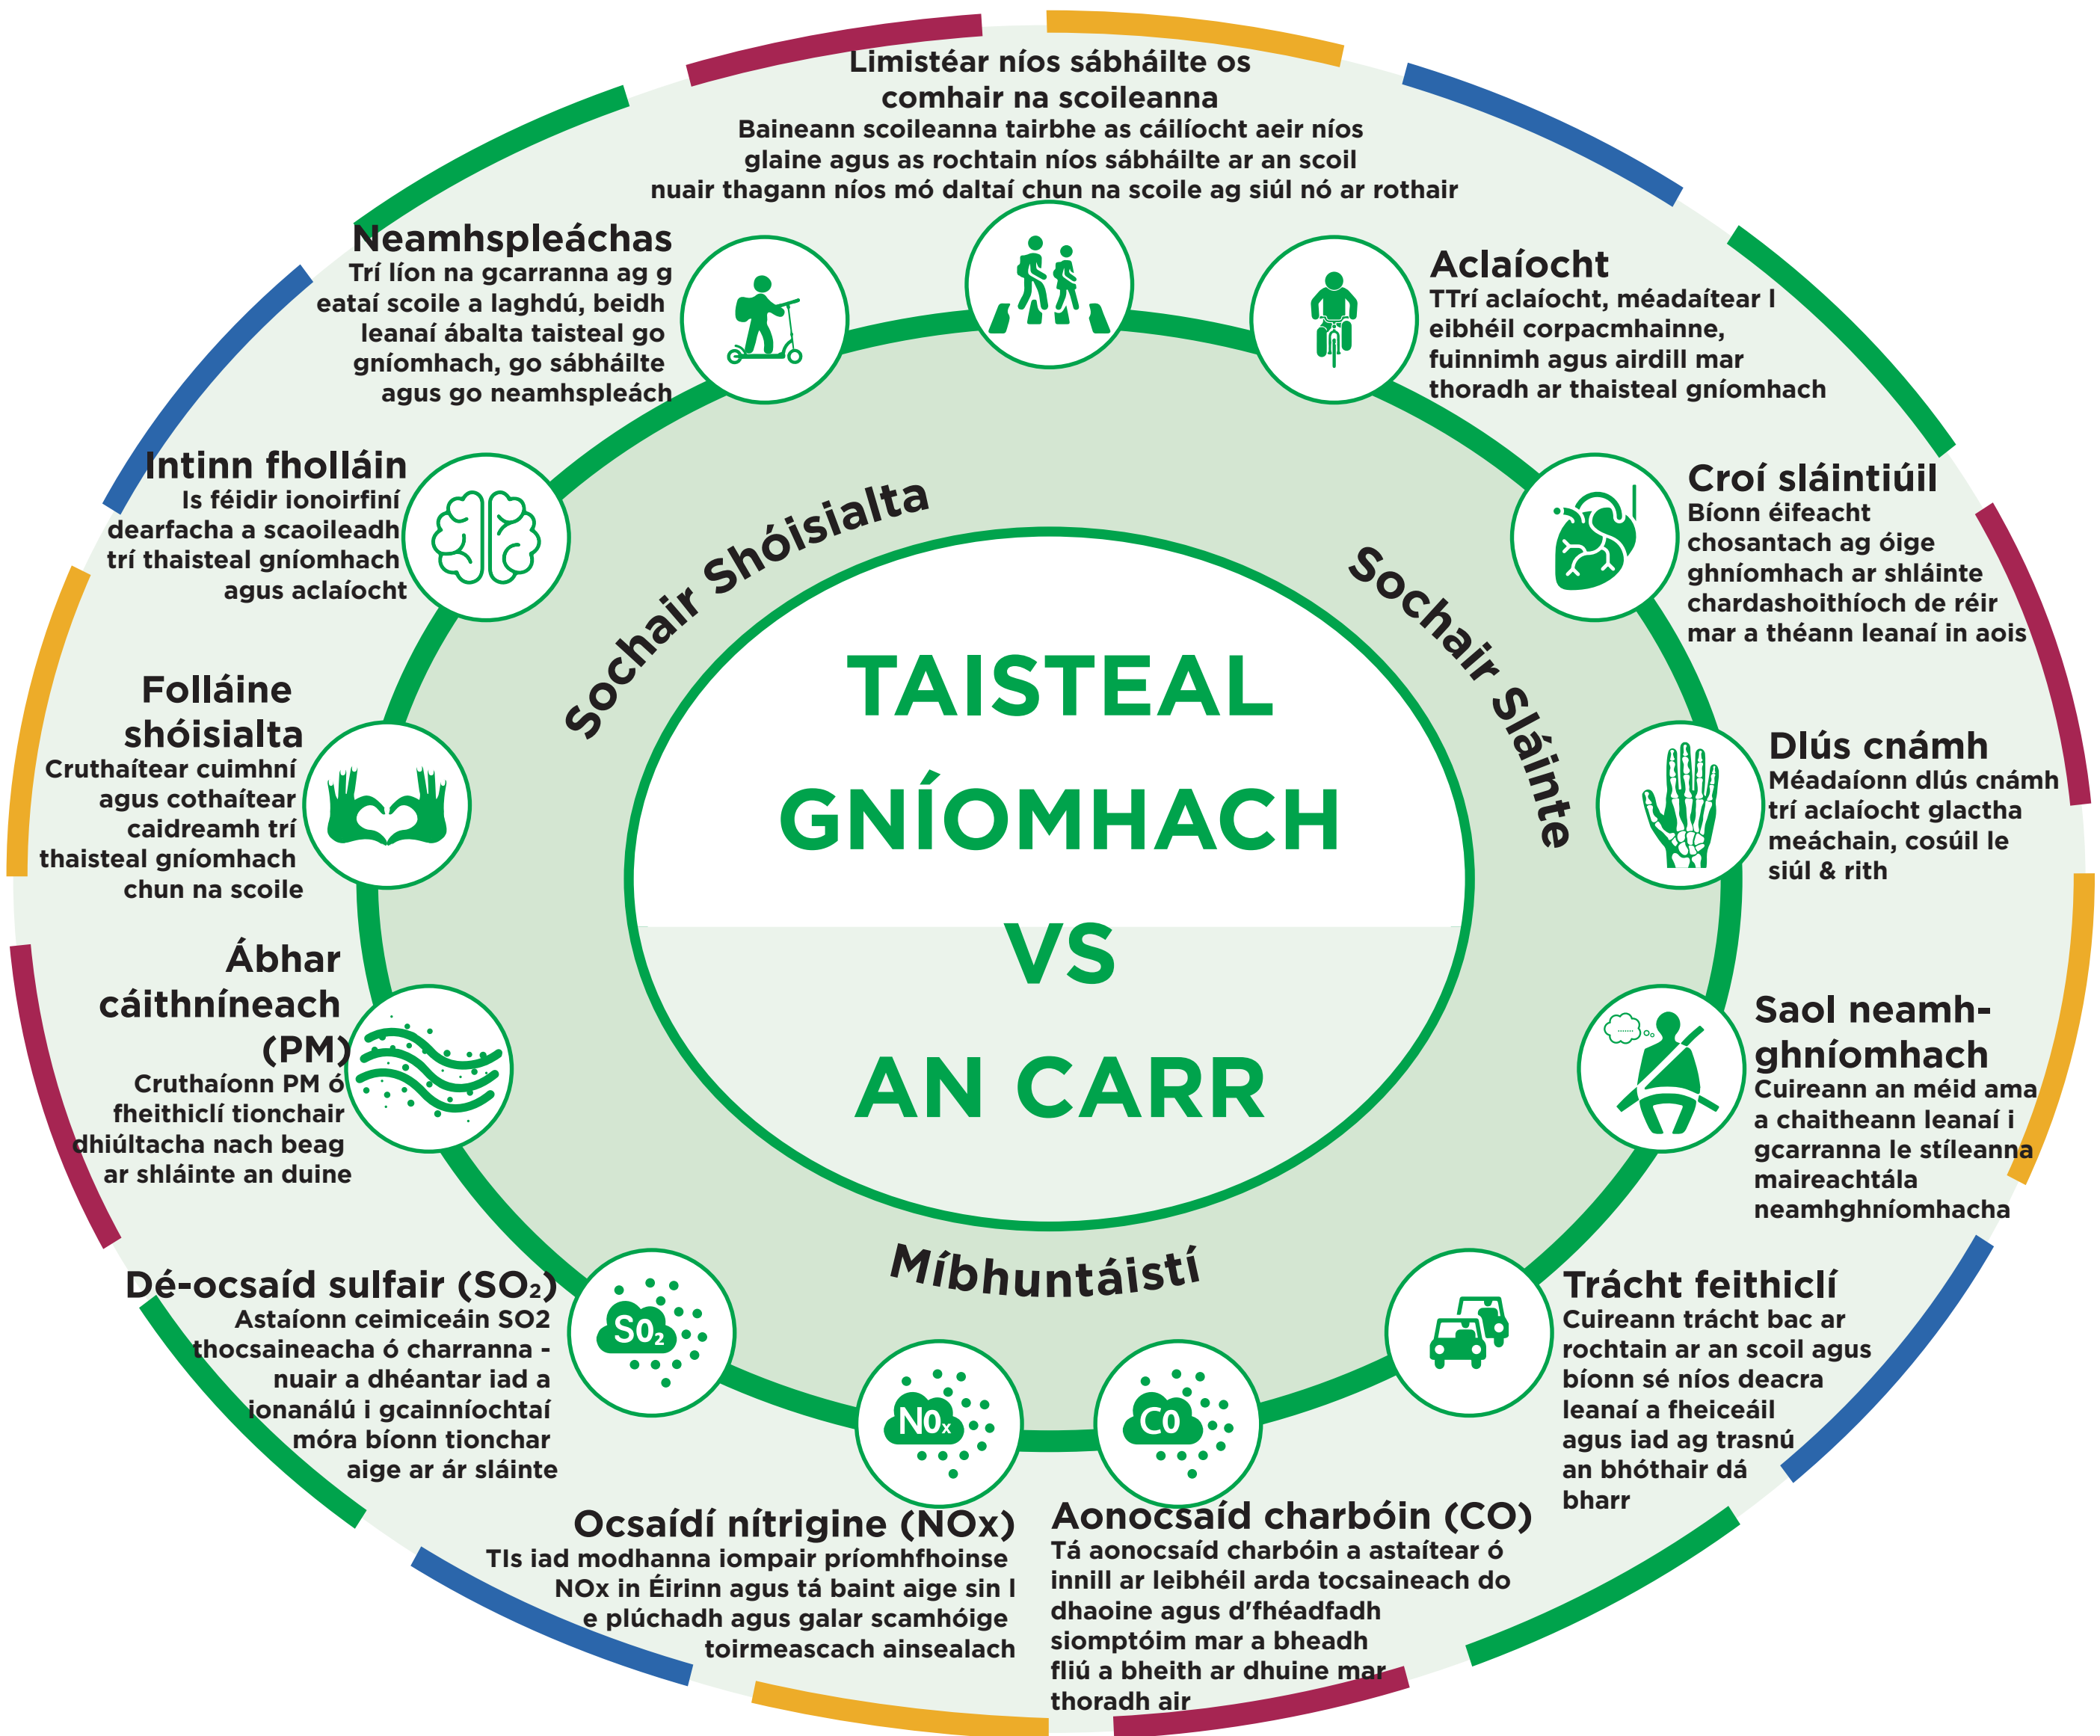 Limistéar níos sábháilte os
comhair na scoileanna
Baineann scoileanna tairbhe as cáilíocht aeir níos
glaine agus as rochtain níos sábháilte ar an scoil
nuair thagann níos mó daltaí chun na scoile ag siúl nó ar rothair
Aclaíocht
TTrí aclaíocht, méadaítear l
eibhéil corpacmhainne,
fuinnimh agus airdill mar
thoradh ar thaisteal gníomhach
Croí sláintiúil
Bíonn éifeacht
chosantach ag óige
ghníomhach ar shláinte
chardashoithíoch de réir
mar a théann leanaí in aois
Dlús cnámh
Méadaíonn dlús cnámh
trí aclaíocht glactha
meáchain, cosúil le
siúl & rith
Saol neamh-
ghníomhach
Cuireann an méid ama
a chaitheann leanaí i
gcarranna le stíleanna
maireachtála
neamhghníomhacha
Trácht feithiclí
Cuireann trácht bac ar
rochtain ar an scoil agus
bíonn sé níos deacra
leanaí a fheiceáil
agus iad ag trasnú
an bhóthair dá
bharr
Aonocsaíd charbóin (CO)
Tá aonocsaíd charbóin a astaítear ó
innill ar leibhéil arda tocsaineach do
dhaoine agus d'fhéadfadh
siomptóim mar a bheadh
fliú a bheith ar dhuine mar
thoradh air
Ocsaídí nítrigine (NOx)
TIs iad modhanna iompair príomhfhoinse
NOx in Éirinn agus tá baint aige sin l
e plúchadh agus galar scamhóige
toirmeascach ainsealach
Dé-ocsaíd sulfair (SO₂)
Astaíonn ceimiceáin SO2
thocsaineacha ó charranna -
nuair a dhéantar iad a
ionanálú i gcainníochtaí
móra bíonn tionchar
aige ar ár sláinte
Ábhar
cáithníneach
(PM)
Cruthaíonn PM ó
fheithiclí tionchair
dhiúltacha nach beag
ar shláinte an duine
Folláine
shóisialta
Cruthaítear cuimhní
agus cothaítear
caidreamh trí
thaisteal gníomhach
chun na scoile
Intinn fholláin
Is féidir ionoirfiní
dearfacha a scaoileadh
trí thaisteal gníomhach
agus aclaíocht
Neamhspleáchas
Trí líon na gcarranna ag g
eataí scoile a laghdú, beidh
leanaí ábalta taisteal go
gníomhach, go sábháilte
agus go neamhspleách
Sochair Shóisialta
Sochair Sláinte
Míbhuntáistí
TAISTEAL
GNÍOMHACH
VS
AN CARR
SO₂
NOₓ
CO